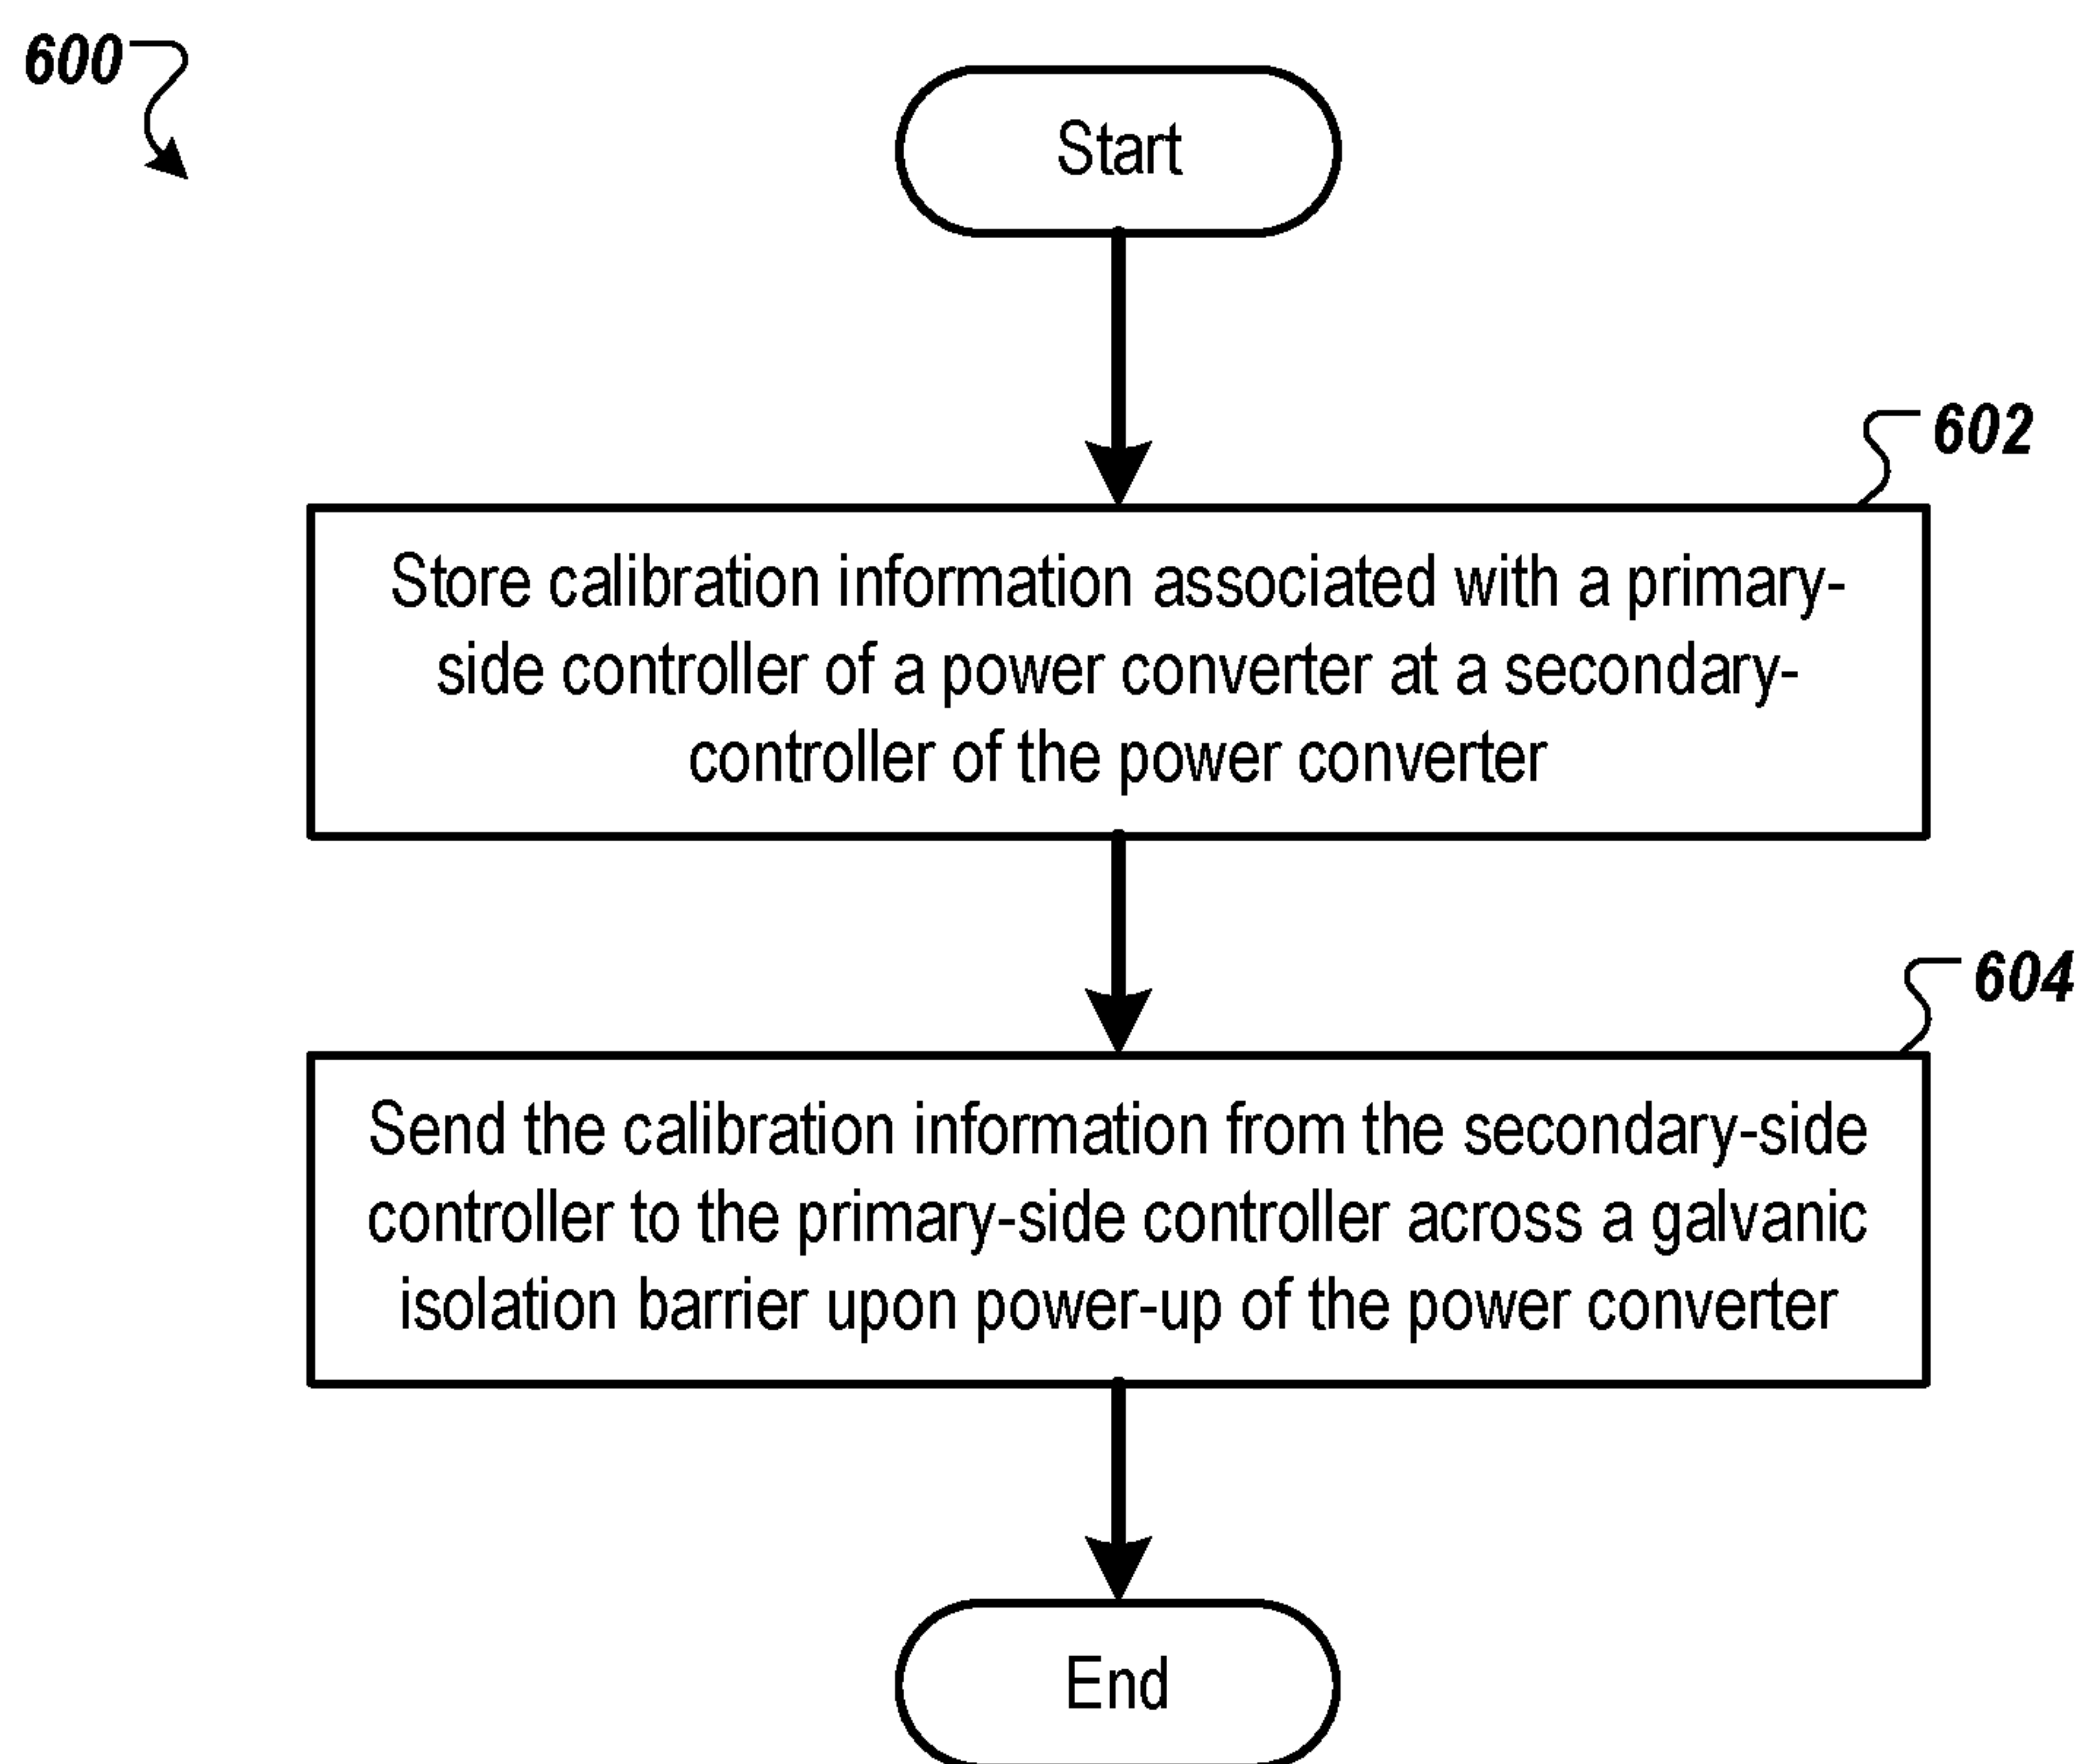 600
Start
602
Store calibration information associated with a primary-
side controller of a power converter at a secondary-
controller of the power converter
604
Send the calibration information from the secondary-side
controller to the primary-side controller across a galvanic
isolation barrier upon power-up of the power converter
End